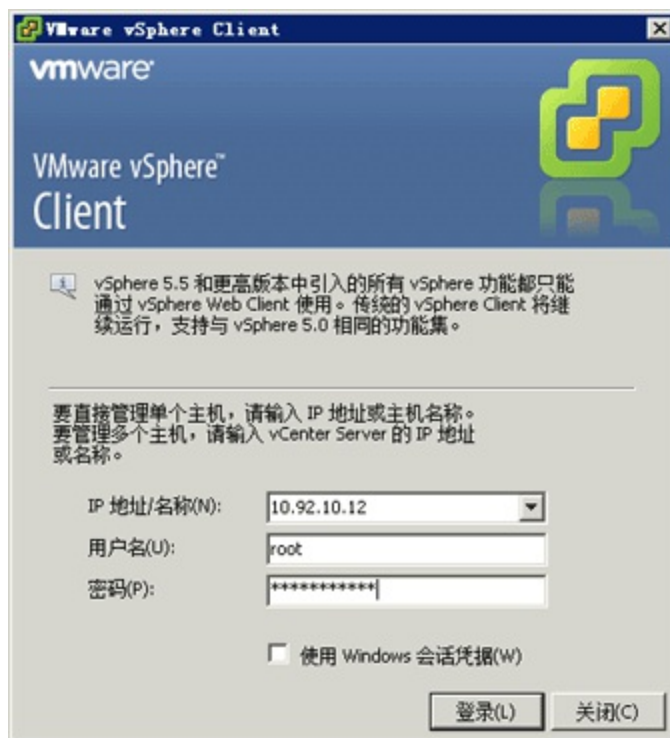 VMware vSphere Client
vmware
VMware vSphere™
Client
vSphere 5.5 和更高版本中引入的所有 vSphere 功能都只能
通过 vSphere Web Client 使用。传统的 vSphere Client 将继
续运行，支持与 vSphere 5.0 相同的功能集。
要直接管理单个主机，请输入 IP 地址或主机名称。
要管理多个主机，请输入 vCenter Server 的 IP 地址
或名称。
IP 地址/名称(N): 10.92.10.12
用户名(U): root
密码(P): ***********
使用 Windows 会话凭据(W)
登录(L) 关闭(C)